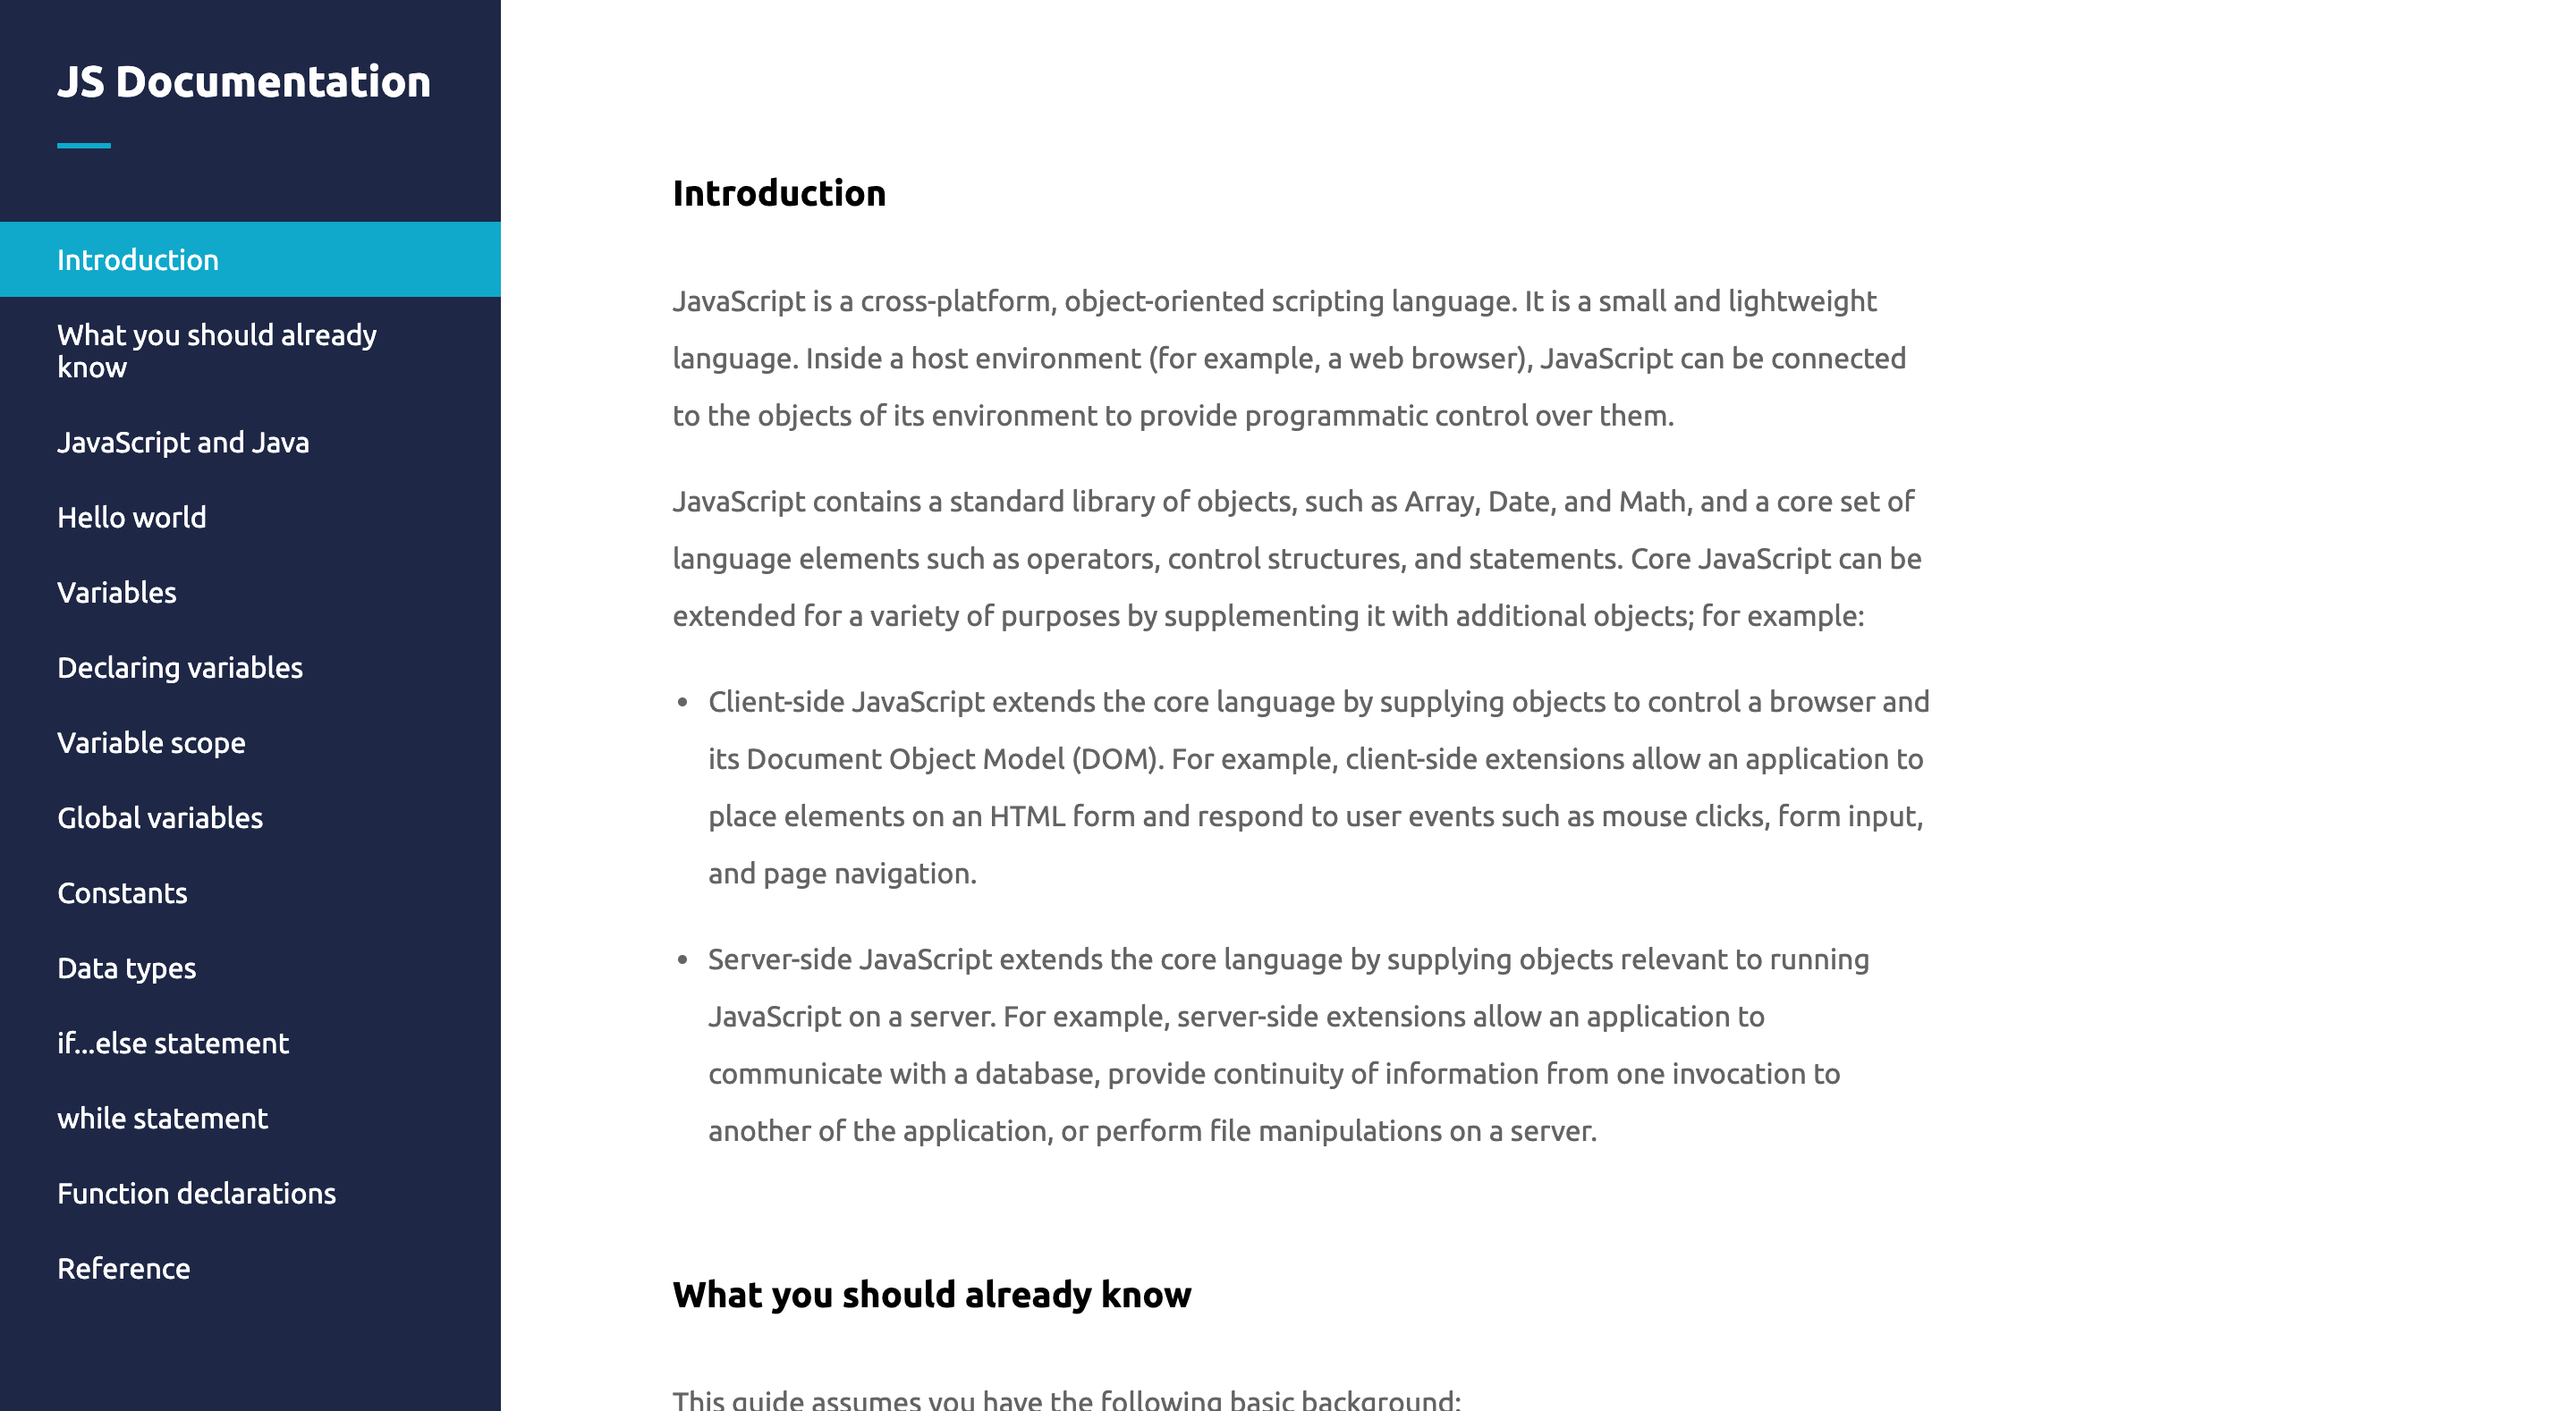 JS Documentation
Introduction
What you should already
know
JavaScript and Java
Hello world
Variables
Declaring variables
Variable scope
Global variables
Constants
Data types
if...else statement
while statement
Function declarations
Reference
Introduction
JavaScript is a cross-platform, object-oriented scripting language. It is a small and lightweight
language. Inside a host environment (for example, a web browser), JavaScript can be connected
to the objects of its environment to provide programmatic control over them.
JavaScript contains a standard library of objects, such as Array, Date, and Math, and a core set of
language elements such as operators, control structures, and statements. Core JavaScript can be
extended for a variety of purposes by supplementing it with additional objects; for example:
• Client-side JavaScript extends the core language by supplying objects to control a browser and
its Document Object Model (DOM). For example, client-side extensions allow an application to
place elements on an HTML form and respond to user events such as mouse clicks, form input,
and page navigation.
• Server-side JavaScript extends the core language by supplying objects relevant to running
JavaScript on a server. For example, server-side extensions allow an application to
communicate with a database, provide continuity of information from one invocation to
another of the application, or perform file manipulations on a server.
What you should already know
This guide assumes you have the following basic background: